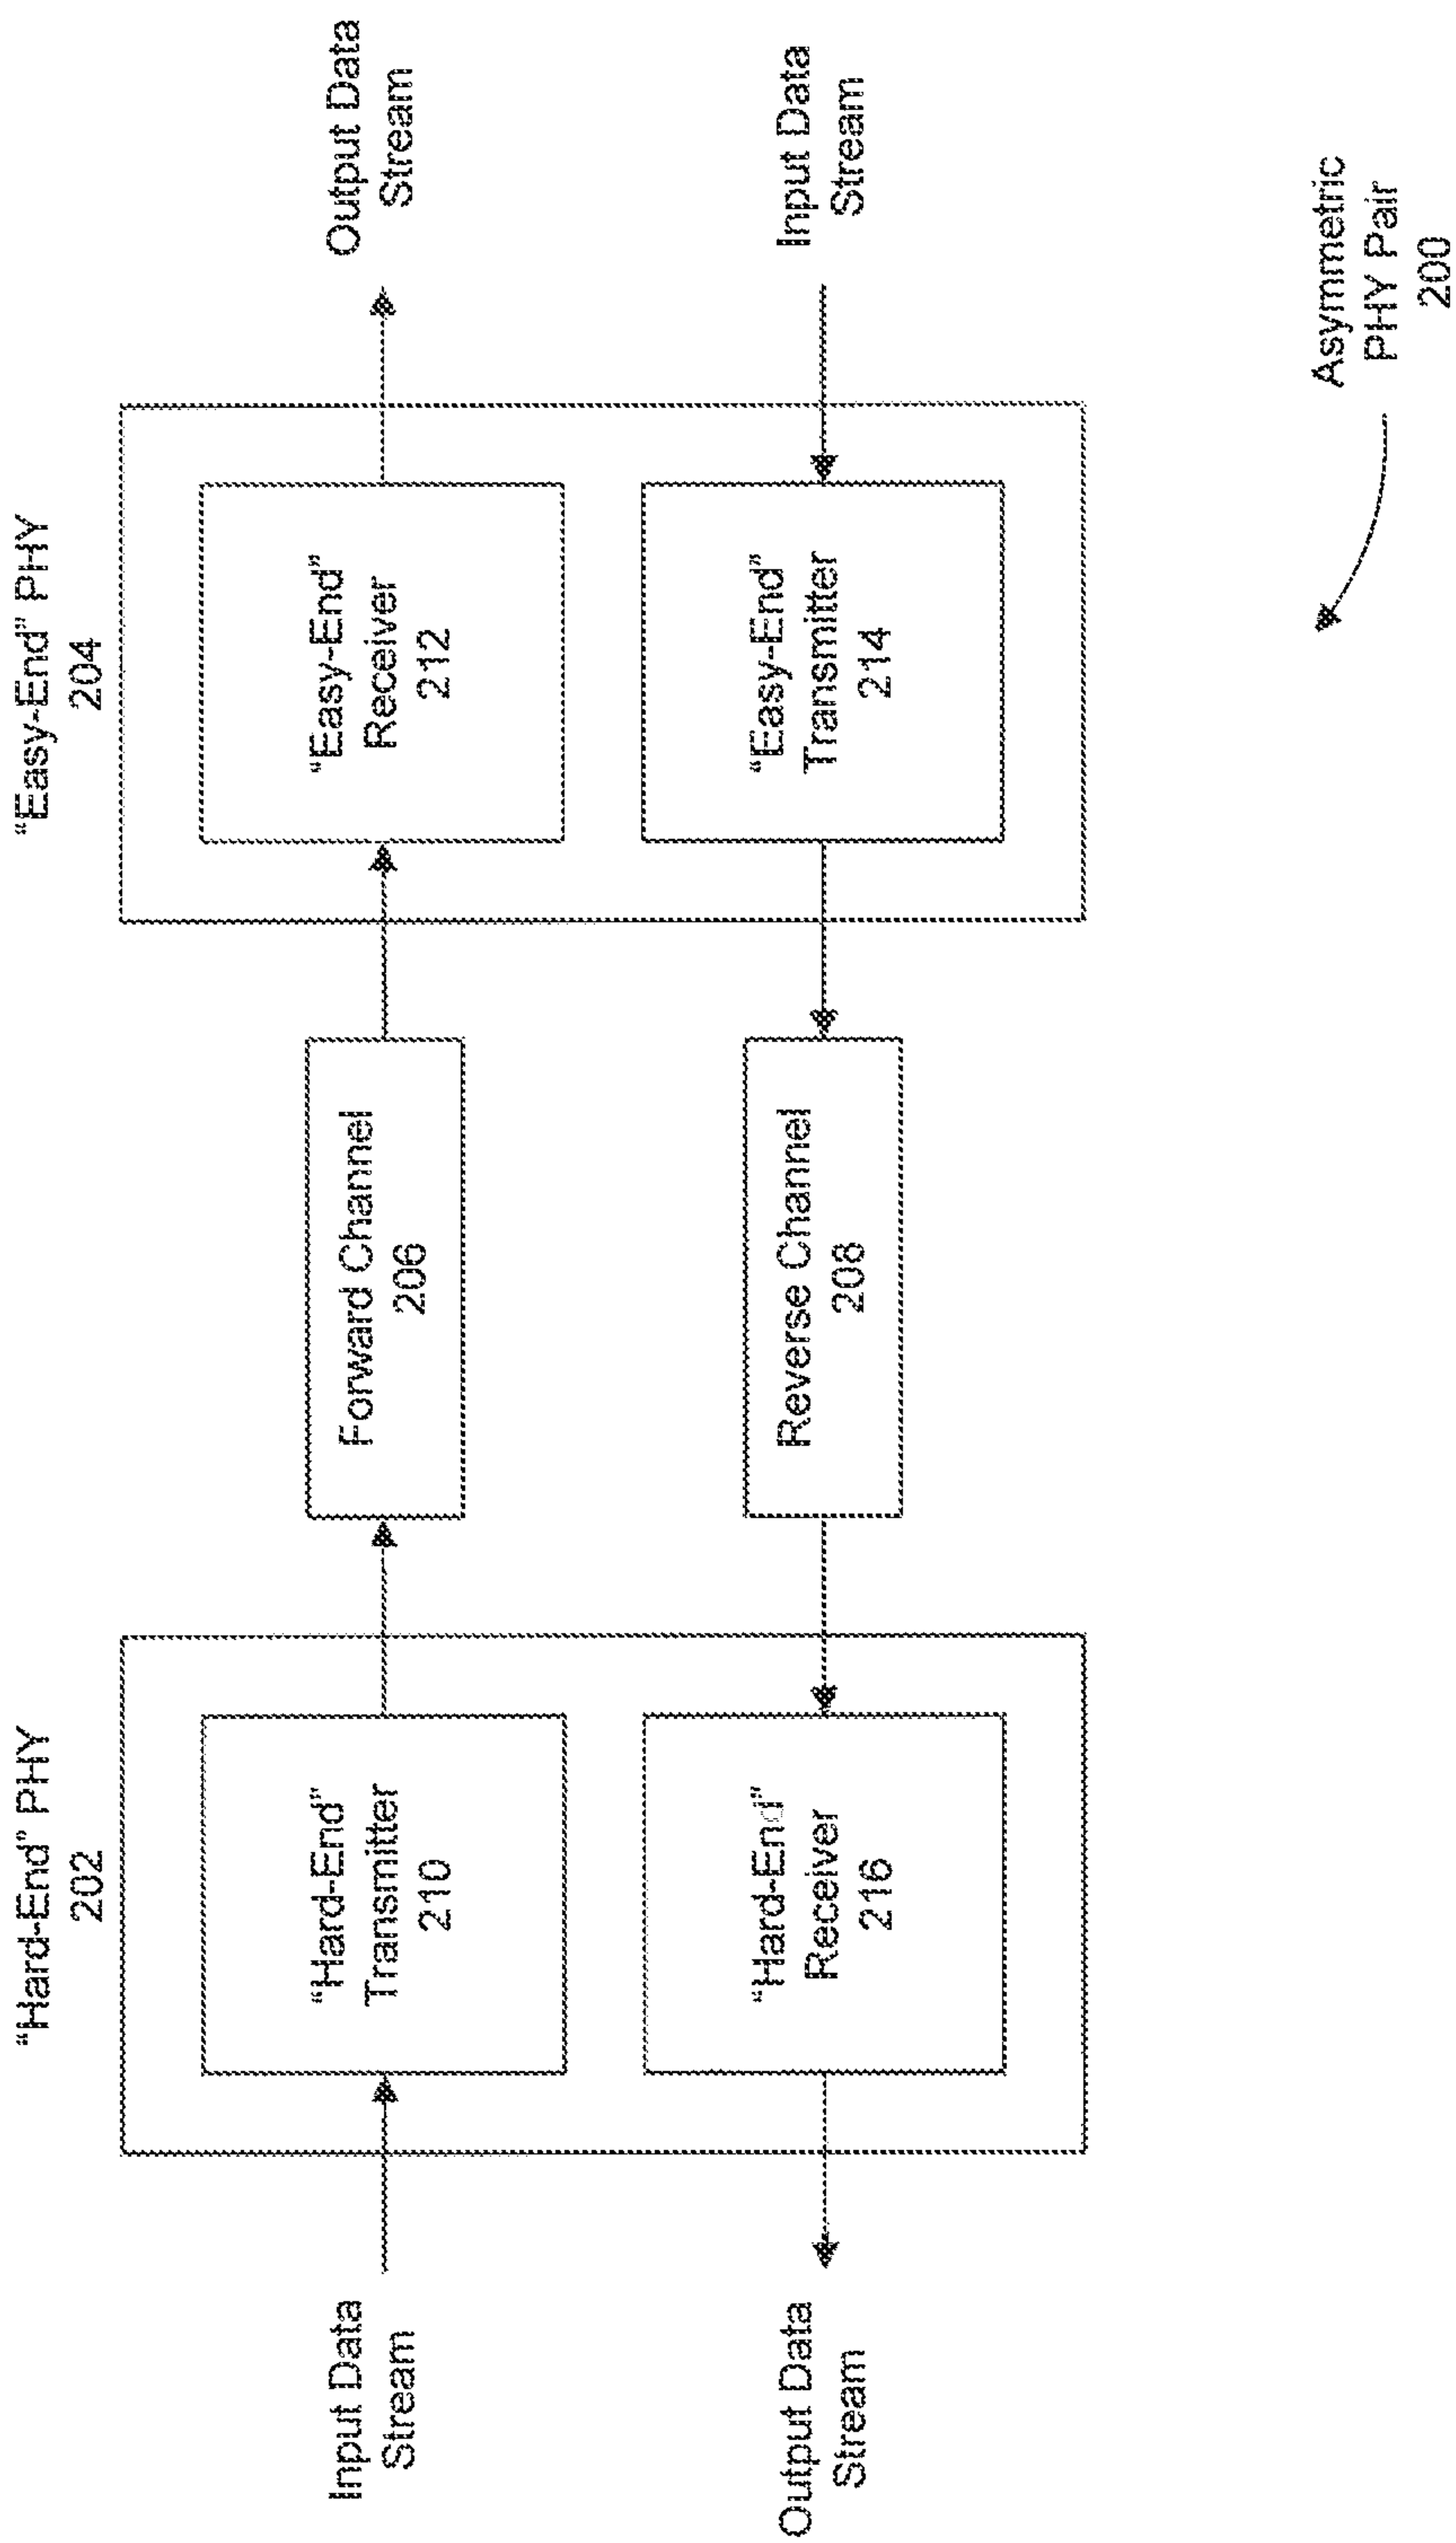 "Hard-End" PHY
202
"Easy-End" PHY
204
Input Data
Stream
"Hard-End"
Transmitter
210
Forward Channel
206
"Easy-End"
Receiver
212
Output Data
Stream
Output Data
Stream
"Hard-End"
Receiver
216
Reverse Channel
208
"Easy-End"
Transmitter
214
Input Data
Stream
Asymmetric
PHY Pair
200